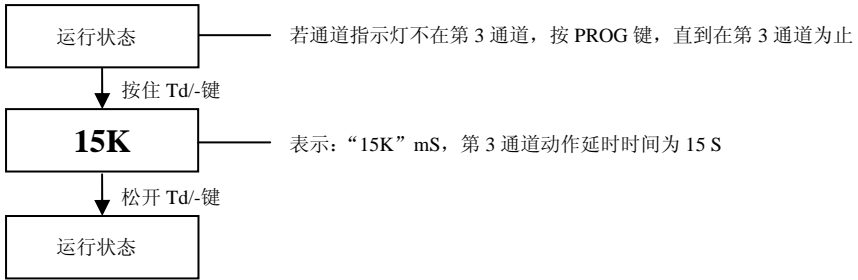 运行状态
若通道指示灯不在第 3 通道，按 PROG 键，直到在第 3 通道为止
按住 Td/-键
15K
表示：“15K”mS，第 3 通道动作延时时间为 15 S
松开 Td/-键
运行状态